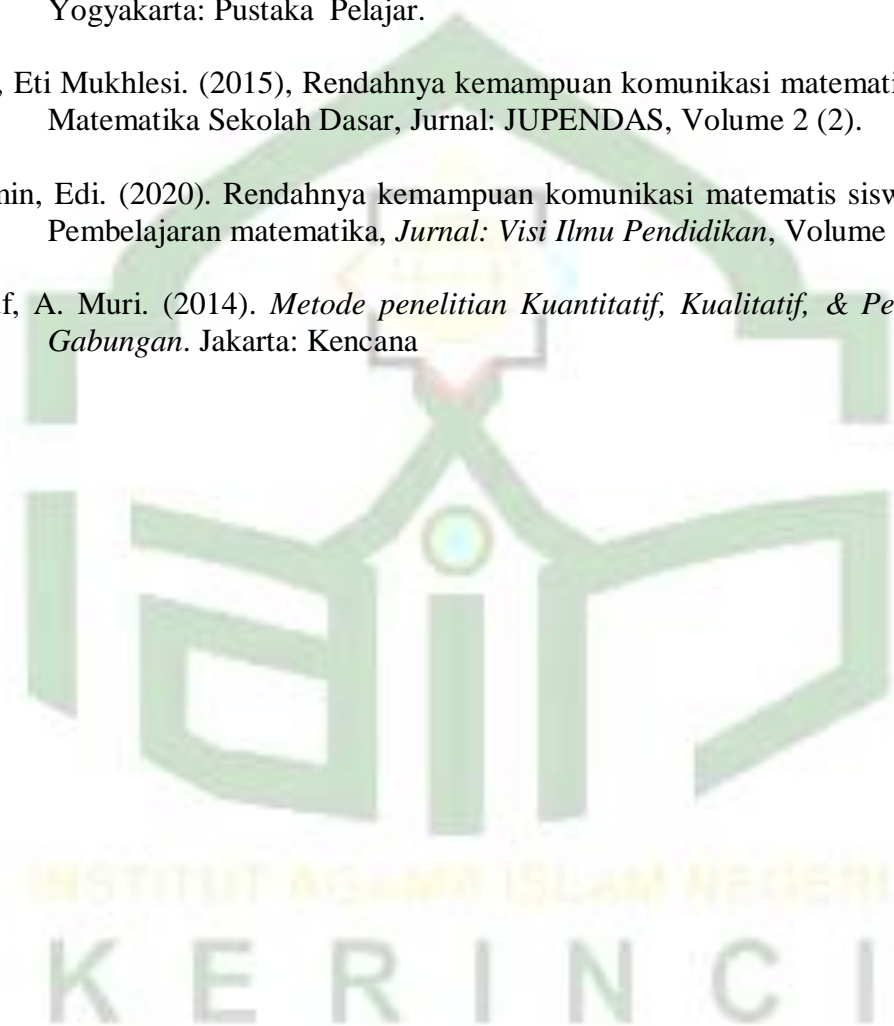 Yogyakarta: Pustaka Pelajar.
, Eti Mukhlesi. (2015), Rendahnya kemampuan komunikasi matemati
Matematika Sekolah Dasar, Jurnal: JUPENDAS, Volume 2 (2).
nin, Edi. (2020). Rendahnya kemampuan komunikasi matematis sisw
Pembelajaran matematika, Jurnal: Visi Ilmu Pendidikan, Volume
f, A. Muri. (2014). Metode penelitian Kuantitatif, Kualitatif, & Pe
Gabungan. Jakarta: Kencana
iain
INSTITUT AGAMA ISLAM NEGERI
KERINCI